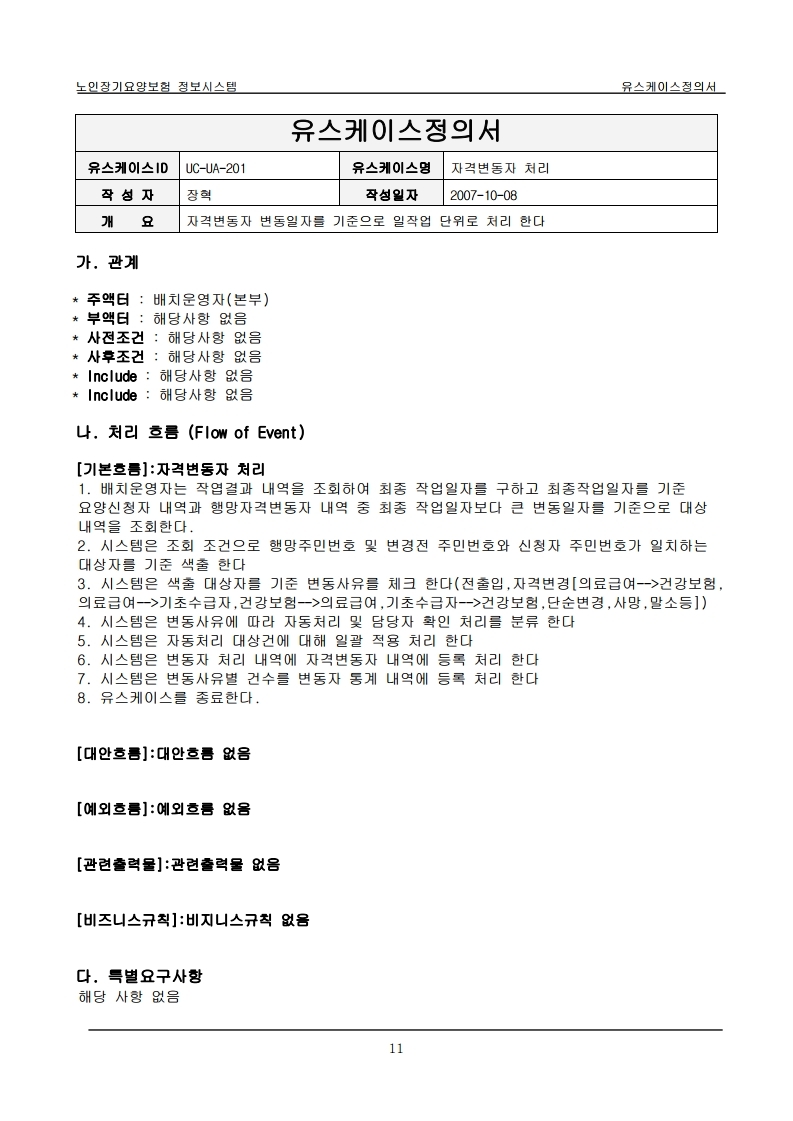 노인장기요양보험 정보시스템 유스케이스정의서
유스케이스정의서
유스케이스ID UC-UA-201 유스케이스명 자격변동자 처리
작 성 자 장혁 작성일자 2007-10-08
개 요 자격변동자 변동일자를 기준으로 일작업 단위로 처리 한다
가. 관계
* 주액터 : 배치운영자(본부)
* 부액터 : 해당사항 없음
* 사전조건 : 해당사항 없음
* 사후조건 : 해당사항 없음
* Include : 해당사항 없음
* Include : 해당사항 없음
나. 처리 흐름 (Flow of Event)
[기본흐름]:자격변동자 처리
1. 배치운영자는 작엽결과 내역을 조회하여 최종 작업일자를 구하고 최종작업일자를 기준
요양신청자 내역과 행망자격변동자 내역 중 최종 작업일자보다 큰 변동일자를 기준으로 대상
내역을 조회한다.
2. 시스템은 조회 조건으로 행망주민번호 및 변경전 주민번호와 신청자 주민번호가 일치하는
대상자를 기준 색출 한다
3. 시스템은 색출 대상자를 기준 변동사유를 체크 한다(전출입,자격변경[의료급여-->건강보험,
의료급여-->기초수급자,건강보험-->의료급여,기초수급자-->건강보험,단순변경,사망,말소등])
4. 시스템은 변동사유에 따라 자동처리 및 담당자 확인 처리를 분류 한다
5. 시스템은 자동처리 대상건에 대해 일괄 적용 처리 한다
6. 시스템은 변동자 처리 내역에 자격변동자 내역에 등록 처리 한다
7. 시스템은 변동사유별 건수를 변동자 통계 내역에 등록 처리 한다
8. 유스케이스를 종료한다.
[대안흐름]:대안흐름 없음
[예외흐름]:예외흐름 없음
[관련출력물]:관련출력물 없음
[비즈니스규칙]:비지니스규칙 없음
다. 특별요구사항
해당 사항 없음
11